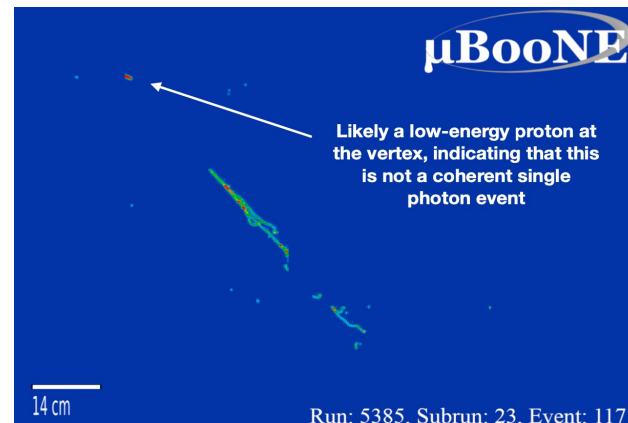 µBooNE
Likely a low-energy proton at
the vertex, indicating that this
is not a coherent single
photon event
14 cm
Run: 5385, Subrun: 23, Event: 117